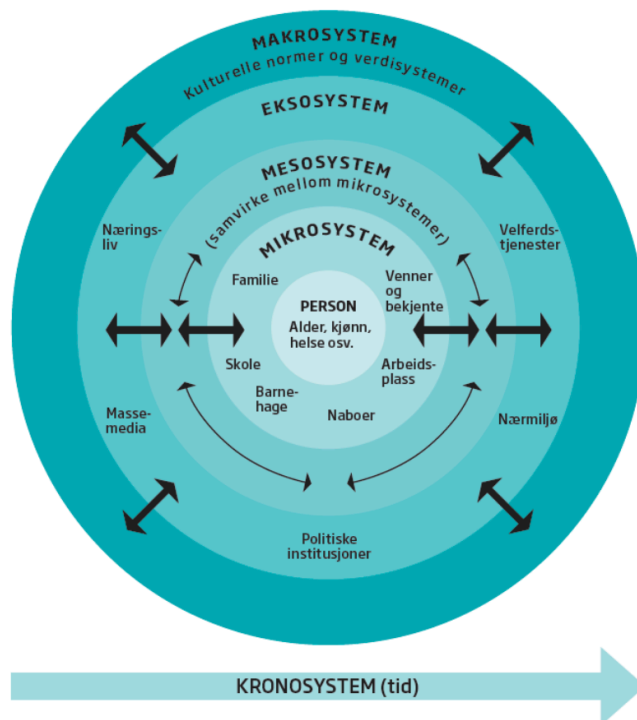 MAKROSYSTEM
Kulturelle normer og verdisystemer
EKSOSYSTEM
MESOSYSTEM
(samvirke mellom mikrosystemer)
MIKROSYSTEM
Nærings-
liv
Velferds-
tjenester
Familie
Venner
og
bekjente
PERSON
Alder, kjønn,
helse osv.
Skole
Arbeids-
plass
Barne-
hage
Naboer
Masse-
media
Nærmiljø
Politiske
institusjoner
KRONOSYSTEM (tid)